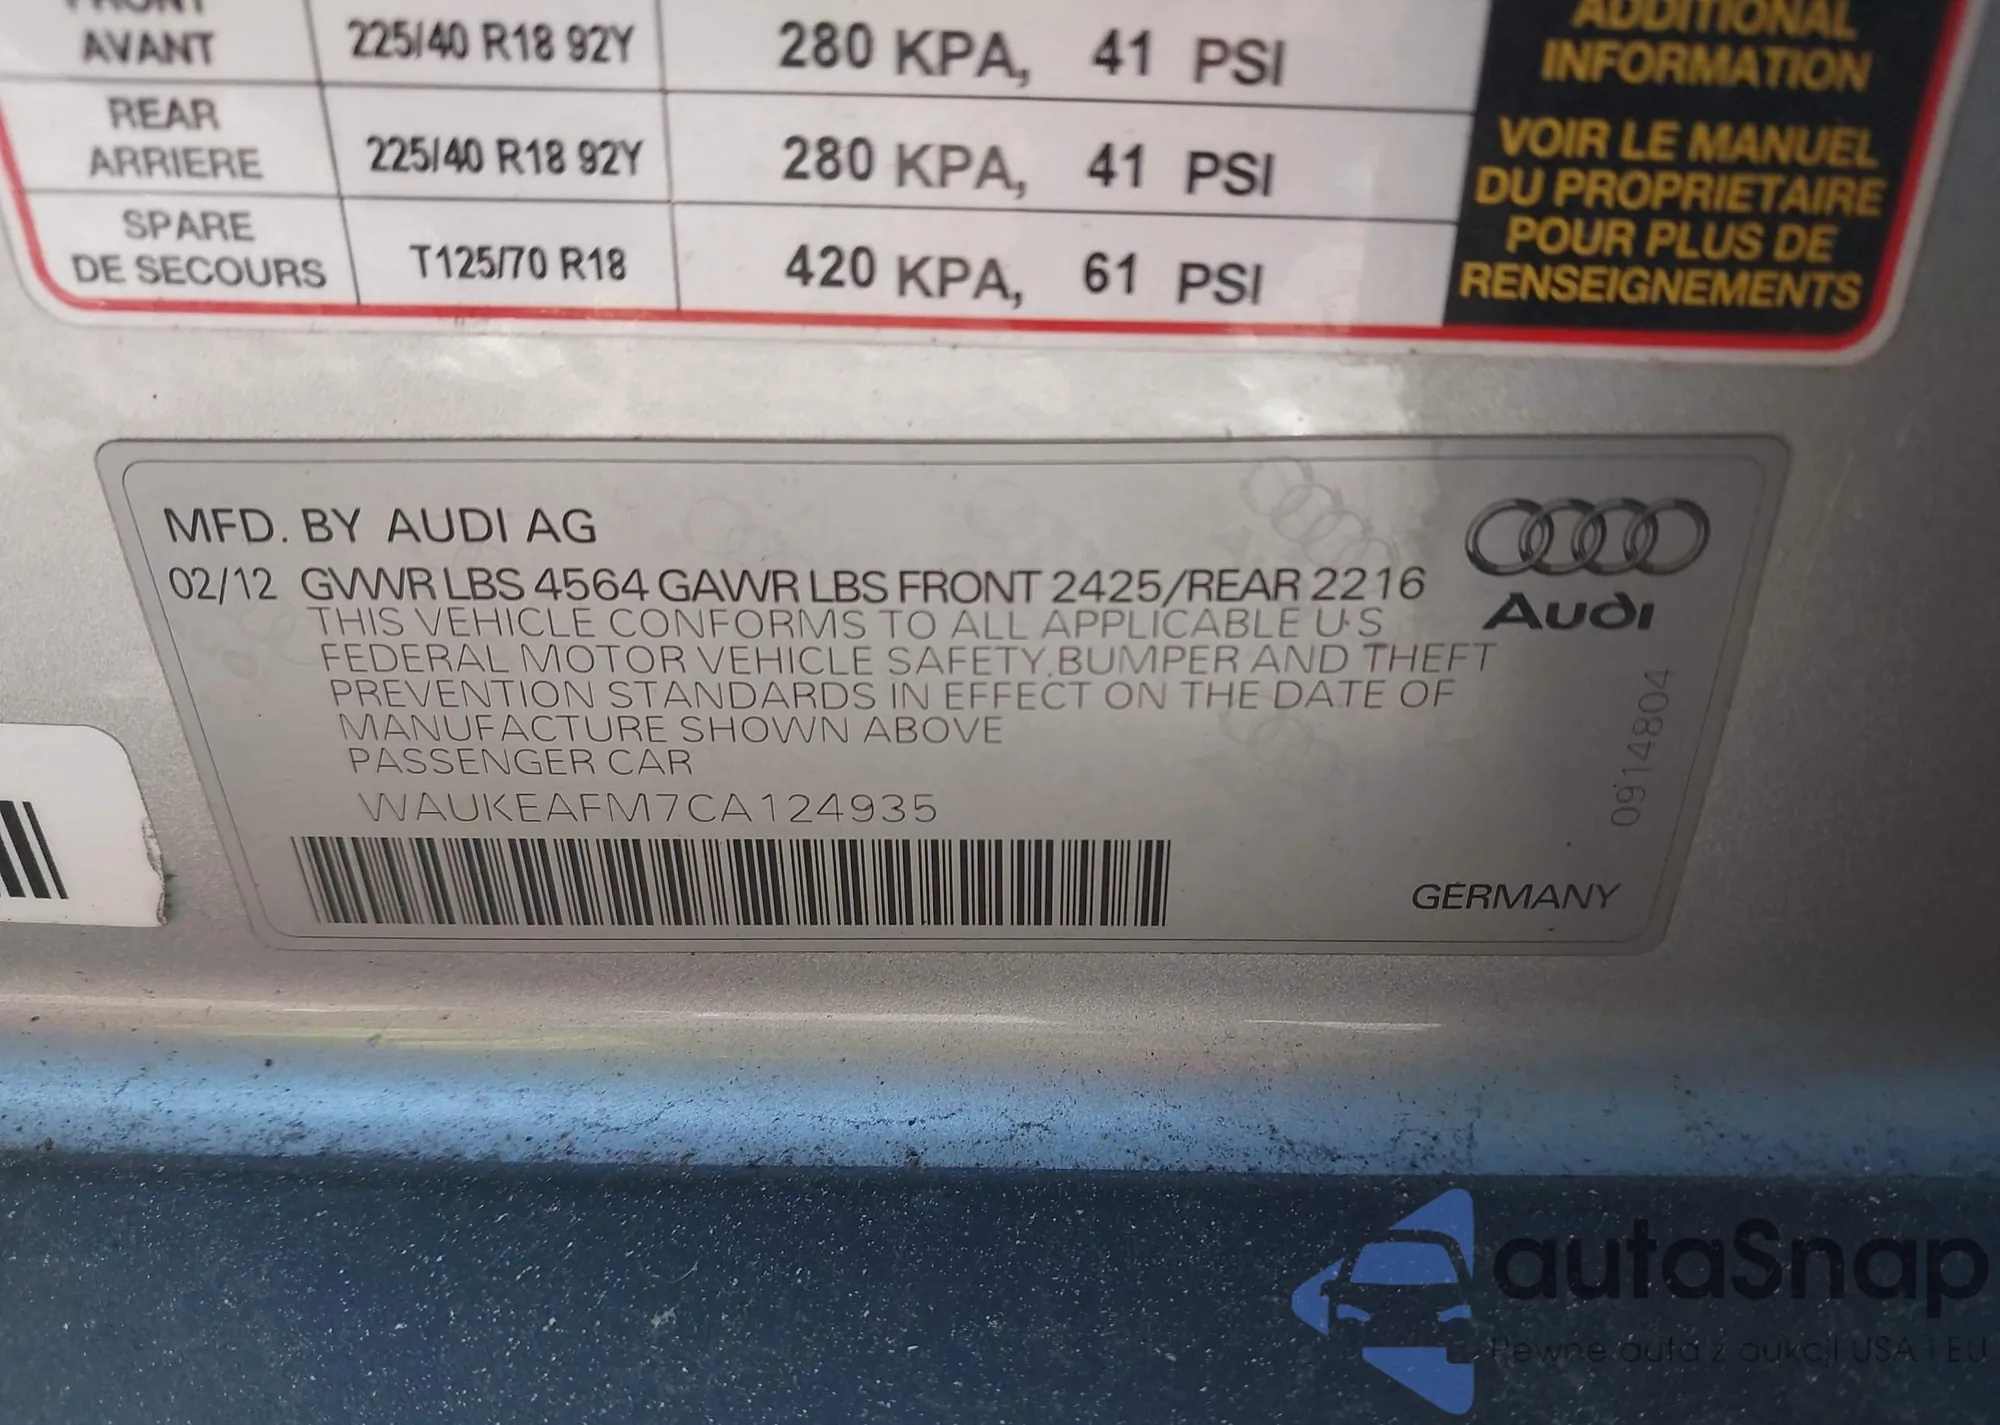 FRONT
AVANT 225/40 R18 92Y 280 KPA, 41 PSI
REAR
ARRIERE 225/40 R18 92Y 280 KPA, 41 PSI
SPARE
DE SECOURS T125/70 R18 420 KPA, 61 PSI
ADDITIONAL
INFORMATION
VOIR LE MANUEL
DU PROPRIETAIRE
POUR PLUS DE
RENSEIGNEMENTS
MFD. BY AUDI AG
02/12 GVWR LBS 4564 GAWR LBS FRONT 2425/REAR 2216
THIS VEHICLE CONFORMS TO ALL APPLICABLE U.S
FEDERAL MOTOR VEHICLE SAFETY,BUMPER AND THEFT
PREVENTION STANDARDS IN EFFECT ON THE DATE OF
MANUFACTURE SHOWN ABOVE
PASSENGER CAR
WAUKEAFM7CA124935
Audi
0914804
GERMANY
autaSnap
Pewne auta z aukcji USA i EU